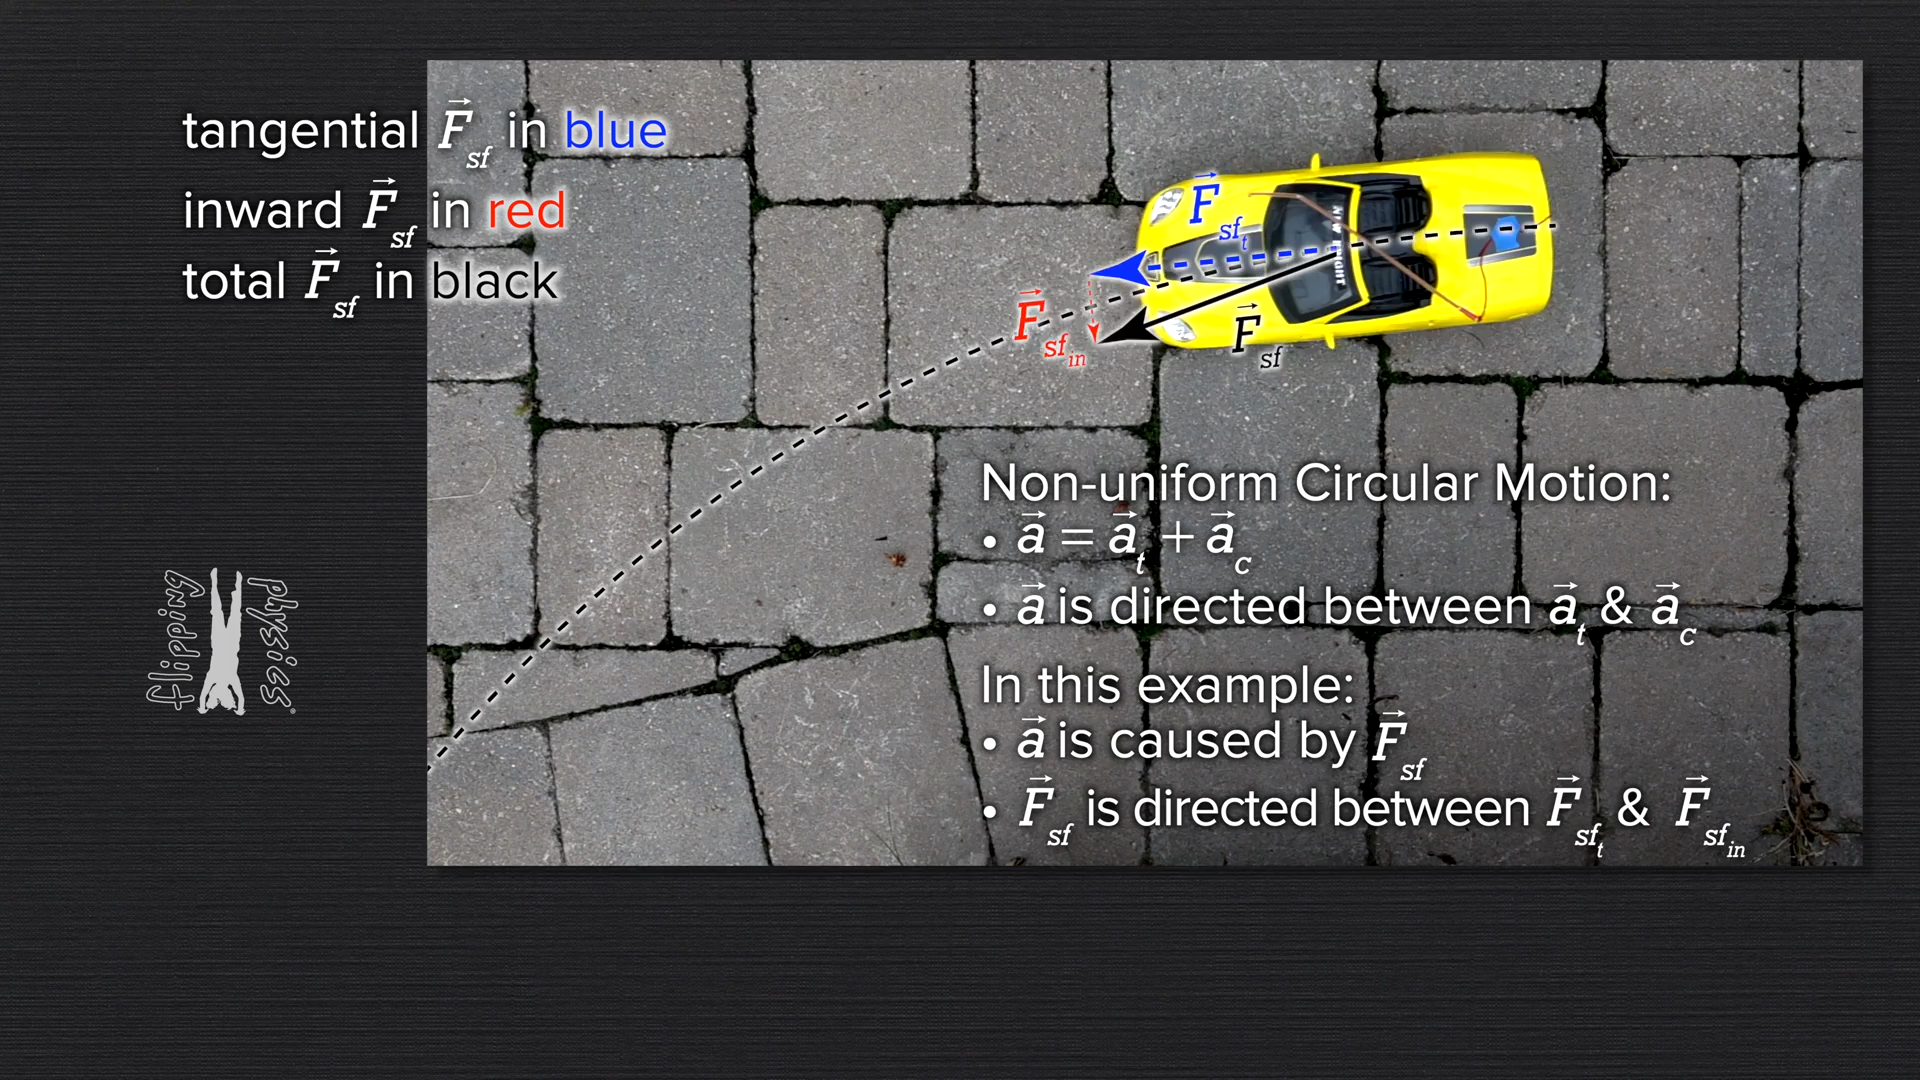 tangential F⃗sf in blue
inward F⃗sf in red
total F⃗sf in black
F⃗sft
F⃗sfin
F⃗sf
Non-uniform Circular Motion:
• a⃗ = a⃗t + a⃗c
• a⃗ is directed between a⃗t & a⃗c
In this example:
• a⃗ is caused by F⃗sf
• F⃗sf is directed between F⃗sft & F⃗sfin
flipping
physics